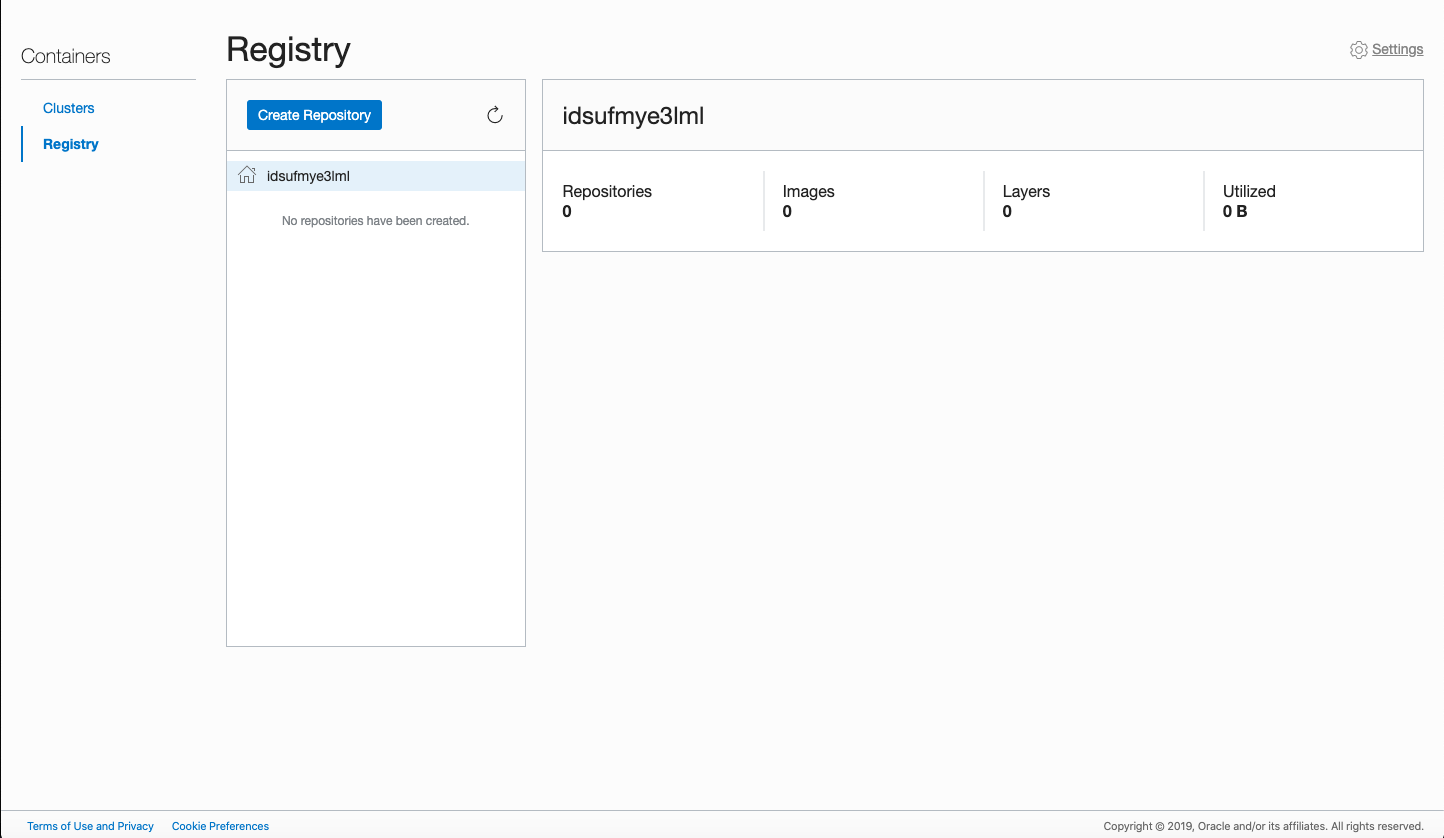 Containers
Clusters
Registry
Registry
Settings
Create Repository
idsufmye3lml
No repositories have been created.
idsufmye3lml
Repositories
0
Images
0
Layers
0
Utilized
0 B
Terms of Use and Privacy
Cookie Preferences
Copyright © 2019, Oracle and/or its affiliates. All rights reserved.